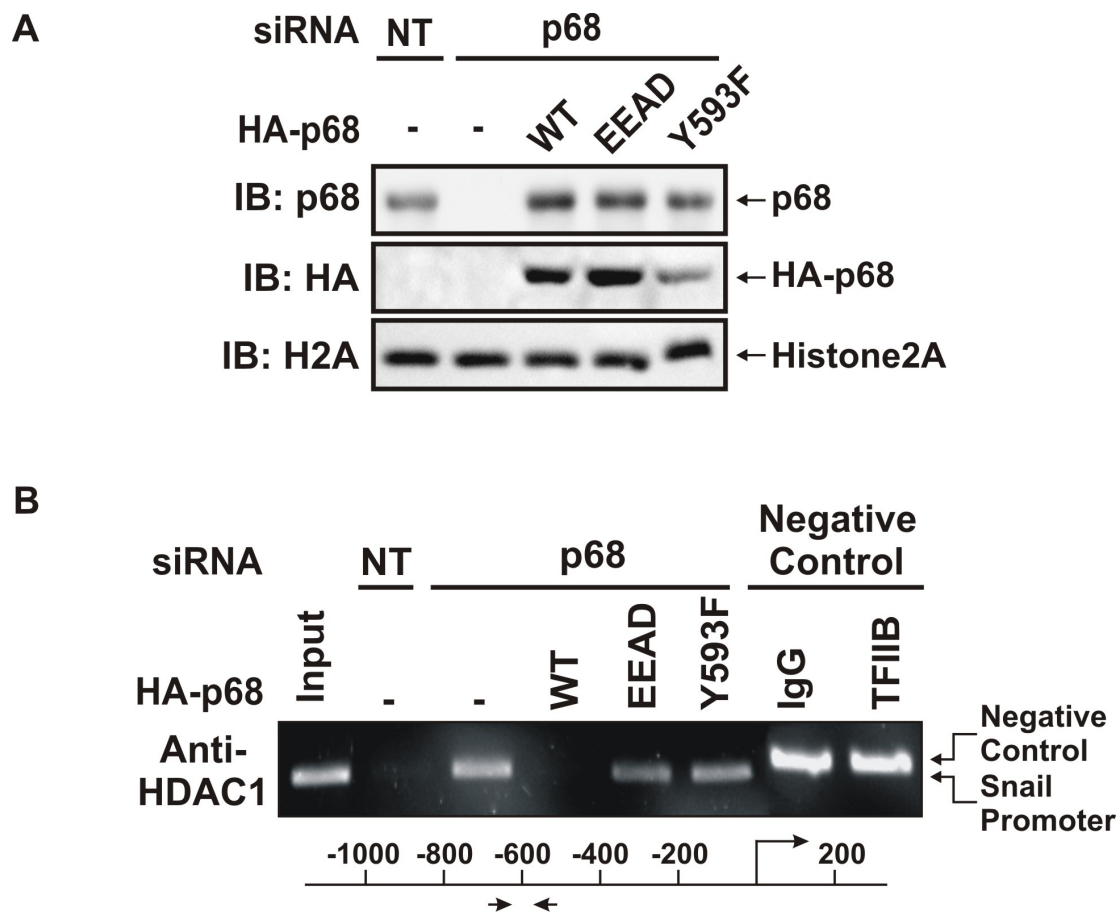 A
siRNA NT p68
HA-p68 - - WT EEAD Y593F
IB: p68 p68
IB: HA HA-p68
IB: H2A Histone2A
B
Negative
Control
siRNA NT p68
HA-p68 Input - - WT EEAD Y593F IgG TFIIB
Anti-
HDAC1
Negative
Control
Snail
Promoter
-1000 -800 -600 -400 -200 200